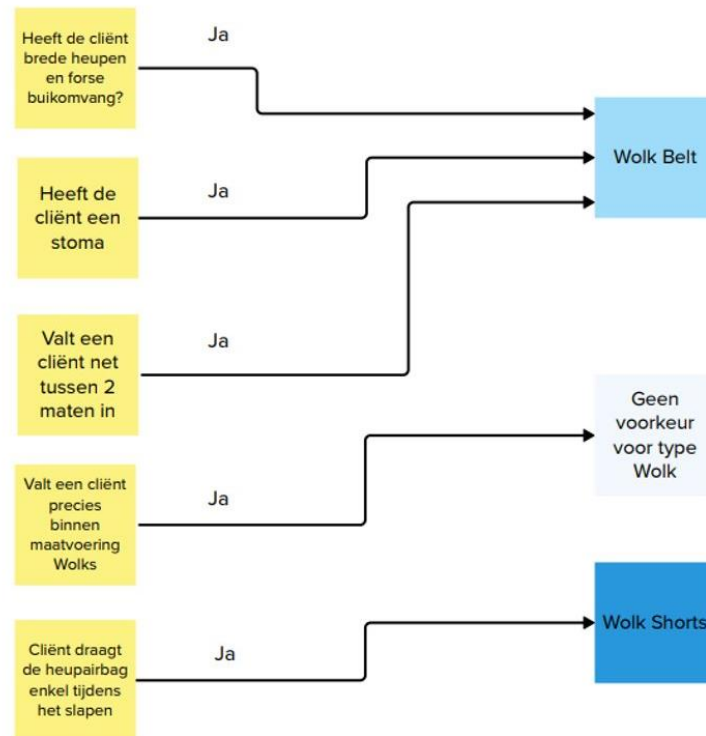 Heeft de cliënt
brede heupen
en forse
buikomvang?
Ja
Wolk Belt
Heeft de
cliënt een
stoma
Ja
Valt een
cliënt net
tussen 2
maten in
Ja
Geen
voorkeur
voor type
Wolk
Valt een cliënt
precies
binnen
maatvoering
Wolks
Ja
Wolk Shorts
Cliënt draagt
de heupairbag
enkel tijdens
het slapen
Ja